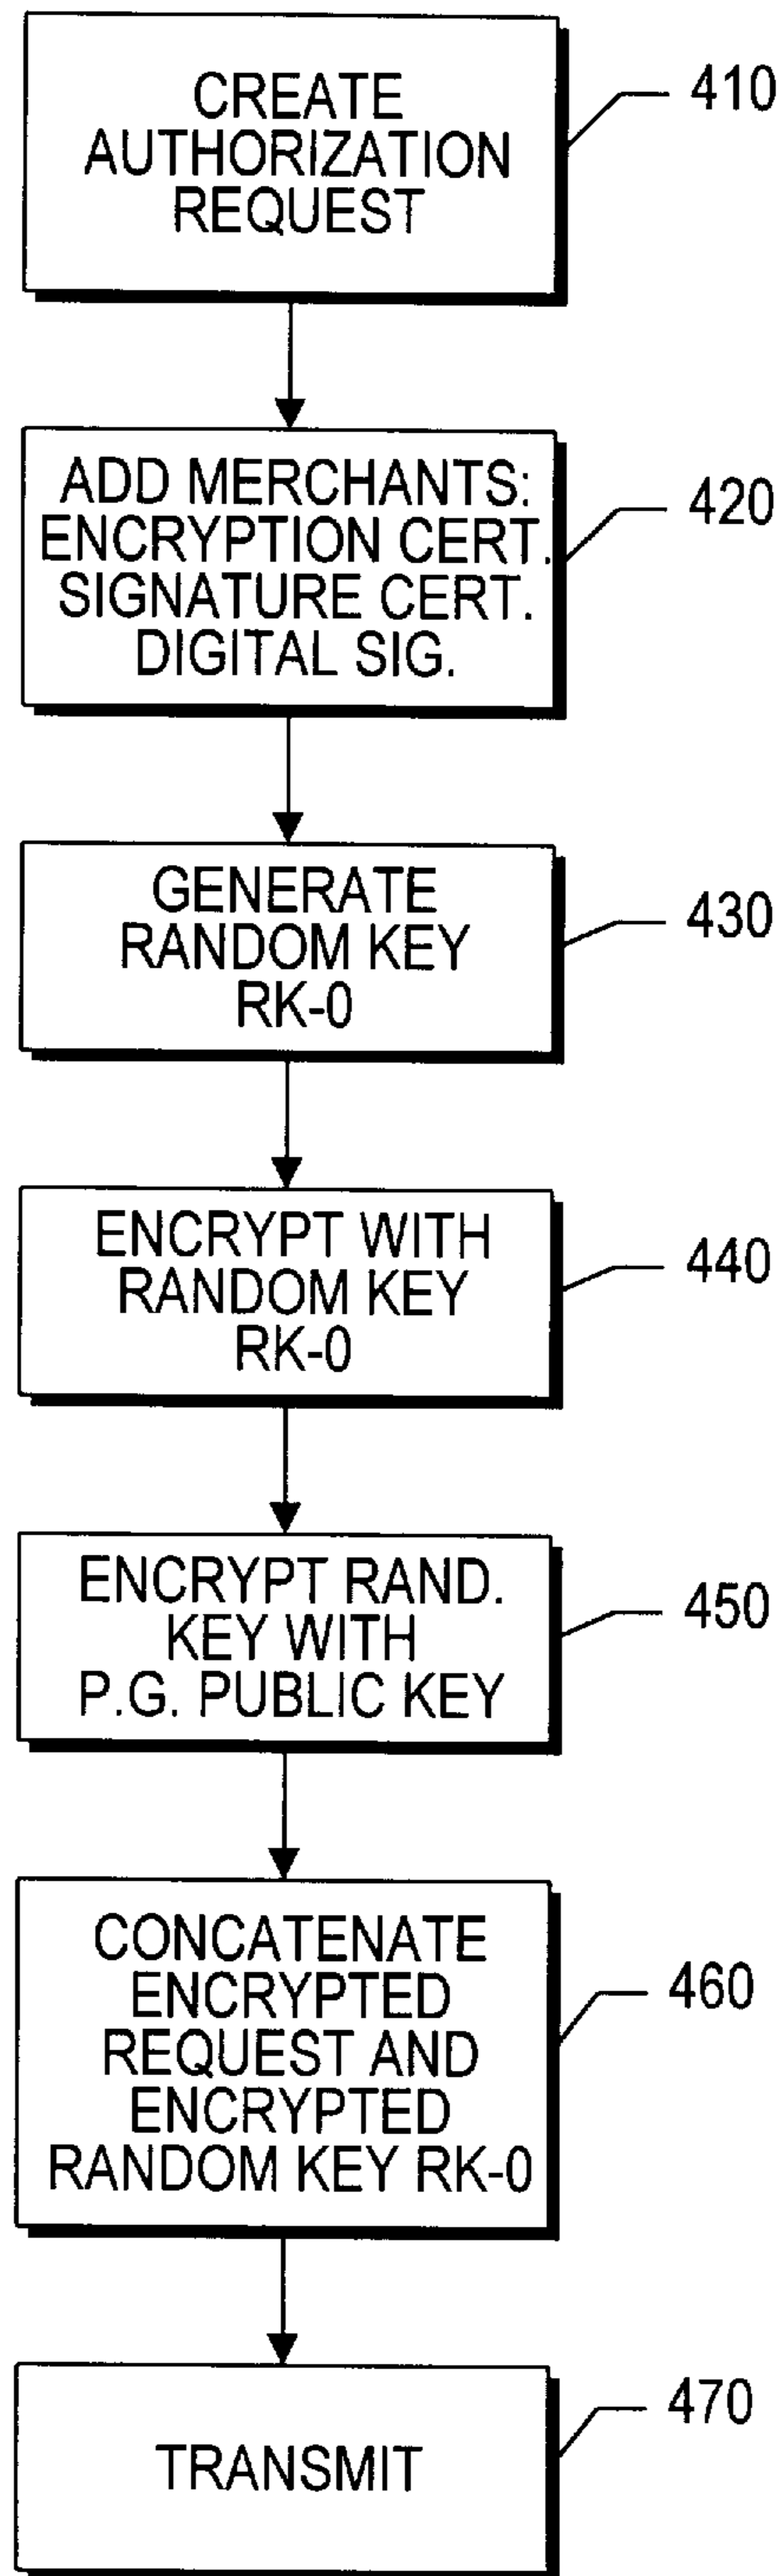 CREATE
AUTHORIZATION
REQUEST
410
ADD MERCHANTS:
ENCRYPTION CERT.
SIGNATURE CERT.
DIGITAL SIG.
420
GENERATE
RANDOM KEY
RK-0
430
ENCRYPT WITH
RANDOM KEY
RK-0
440
ENCRYPT RAND.
KEY WITH
P.G. PUBLIC KEY
450
CONCATENATE
ENCRYPTED
REQUEST AND
ENCRYPTED
RANDOM KEY RK-0
460
TRANSMIT
470